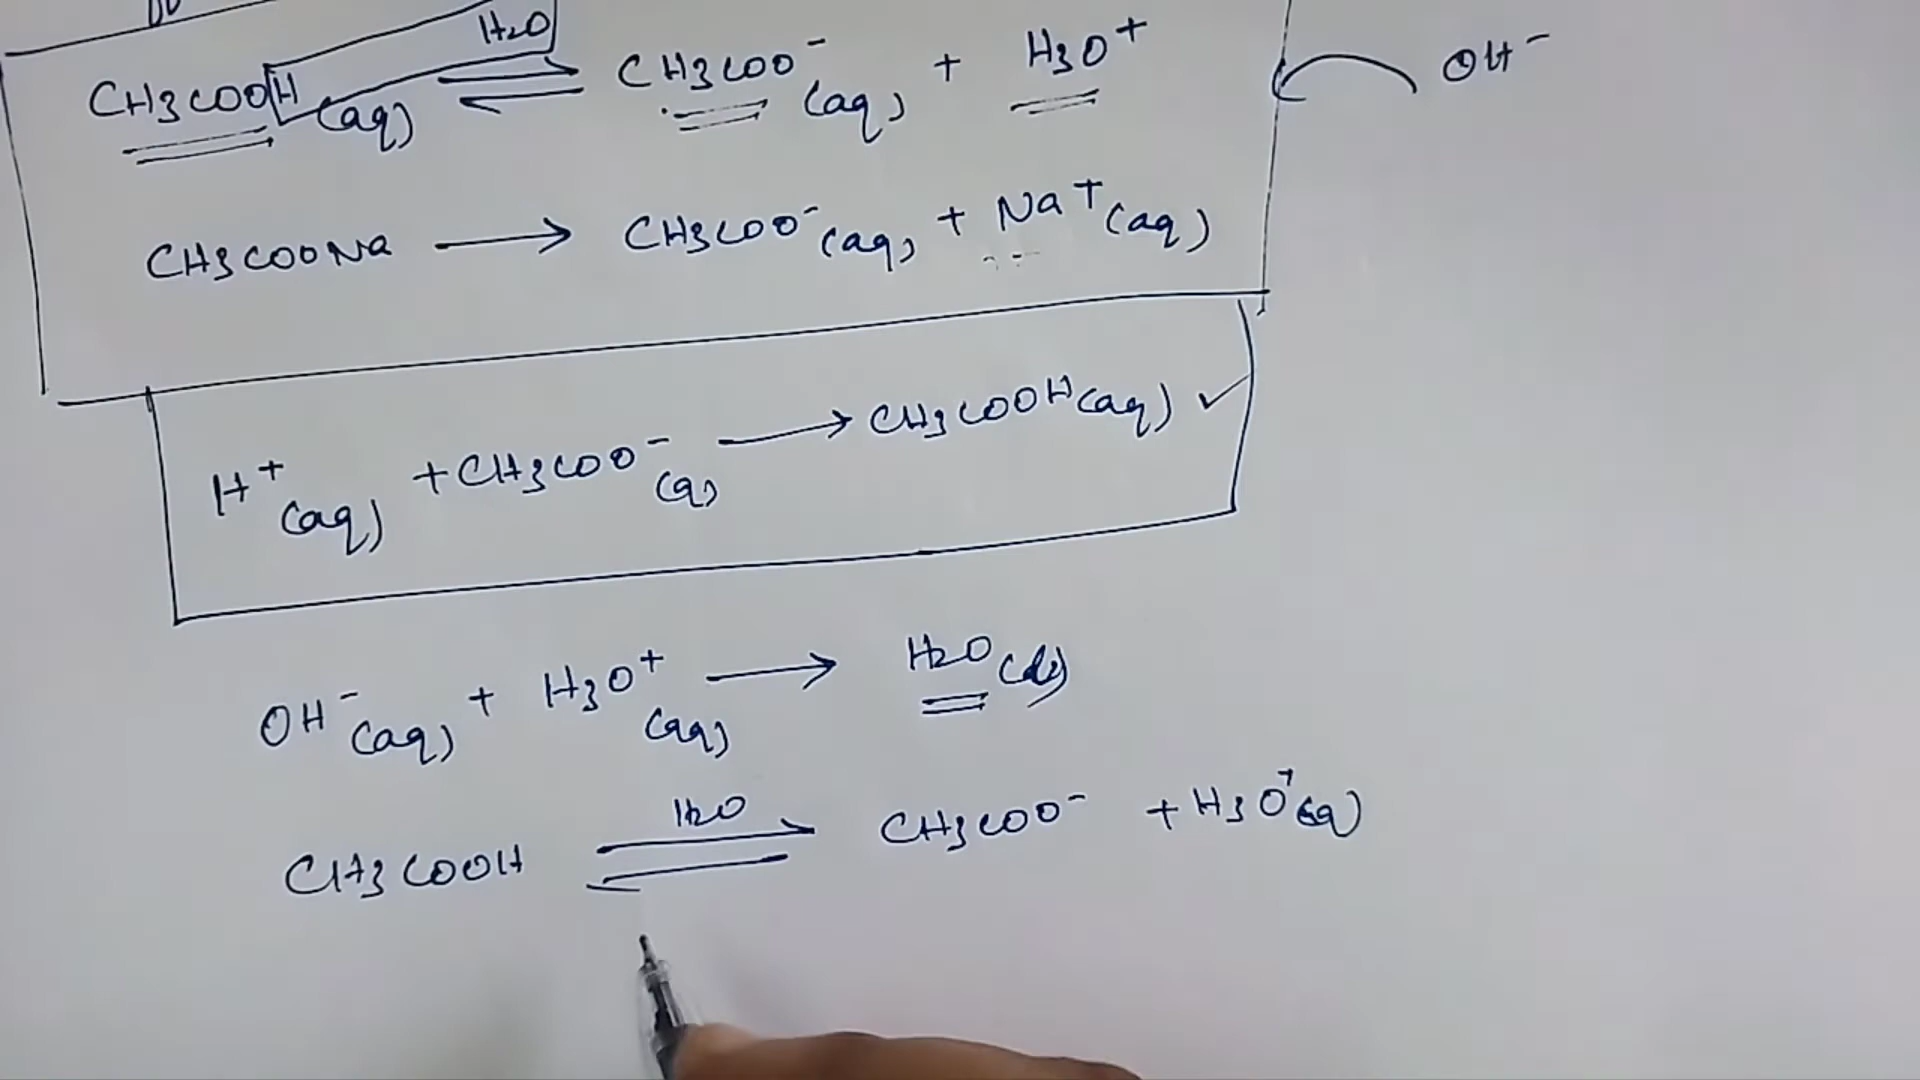 H2O
CH3COOH (aq) ⇌ CH3COO⁻ (aq) + H3O⁺
OH⁻
CH3COONa ⟶ CH3COO⁻ (aq) + Na⁺ (aq)
H⁺ (aq) + CH3COO⁻ (a) ⟶ CH3COOH (aq) ✓
OH⁻ (aq) + H3O⁺ (aq) ⟶ H2O
H2O
CH3COOH ⇌ CH3COO⁻ + H3O⁺ (aq)